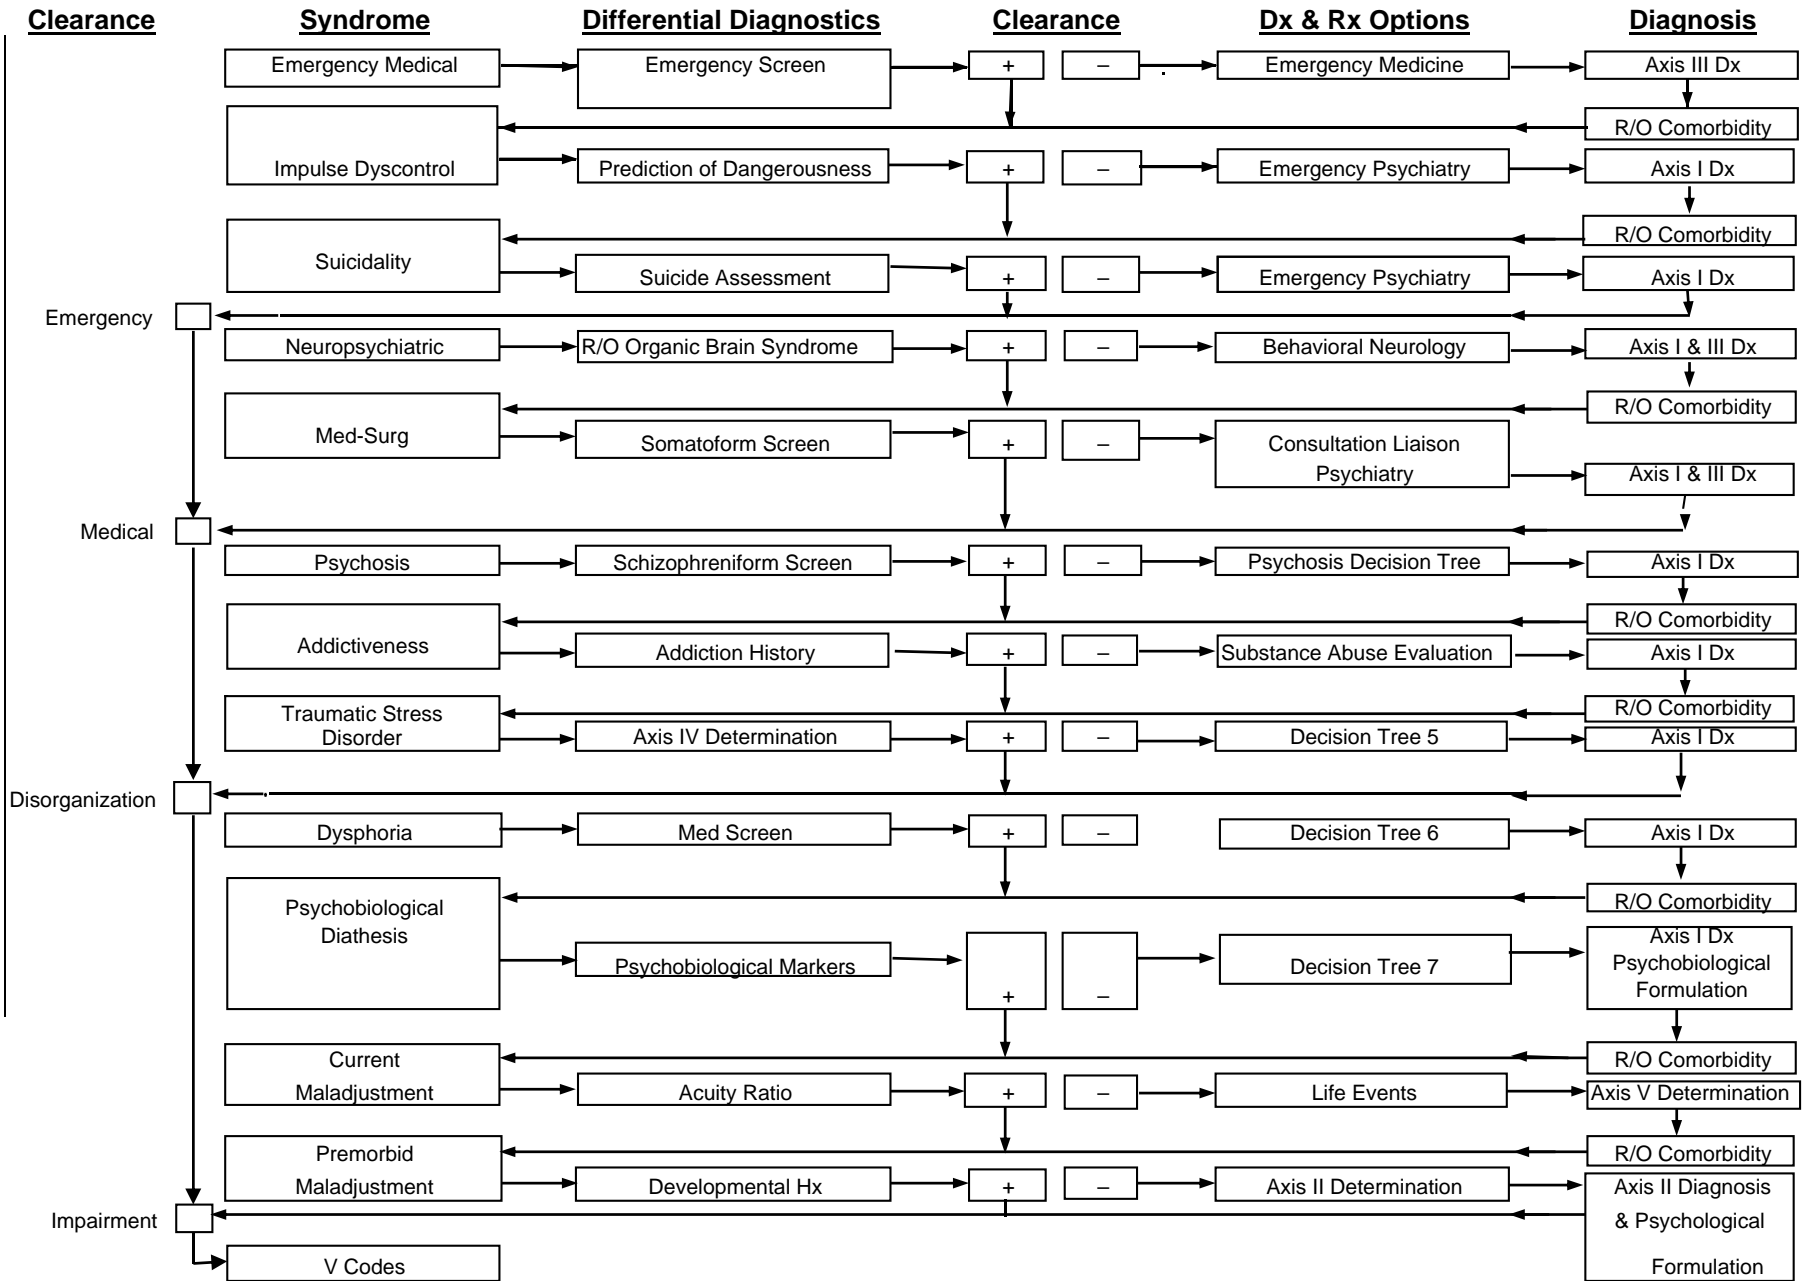 Clearance Syndrome Differential Diagnostics Clearance Dx & Rx Options Diagnosis
Emergency Medical Emergency Screen + – Emergency Medicine Axis III Dx
R/O Comorbidity
Impulse Dyscontrol Prediction of Dangerousness + – Emergency Psychiatry Axis I Dx
R/O Comorbidity
Suicidality Suicide Assessment + – Emergency Psychiatry Axis I Dx
Emergency
Neuropsychiatric R/O Organic Brain Syndrome + – Behavioral Neurology Axis I & III Dx
R/O Comorbidity
Med-Surg Somatoform Screen + – Consultation Liaison
Psychiatry Axis I & III Dx
Medical
Psychosis Schizophreniform Screen + – Psychosis Decision Tree Axis I Dx
R/O Comorbidity
Addictiveness Addiction History + – Substance Abuse Evaluation Axis I Dx
Traumatic Stress R/O Comorbidity
Disorder Axis IV Determination + – Decision Tree 5 Axis I Dx
Disorganization
Dysphoria Med Screen + – Decision Tree 6 Axis I Dx
Psychobiological R/O Comorbidity
Diathesis Axis I Dx
Psychobiological Markers Decision Tree 7 Psychobiological
+ – Formulation
Current R/O Comorbidity
Maladjustment Acuity Ratio + – Life Events Axis V Determination
Premorbid R/O Comorbidity
Maladjustment Developmental Hx + – Axis II Determination Axis II Diagnosis
Impairment & Psychological
V Codes Formulation